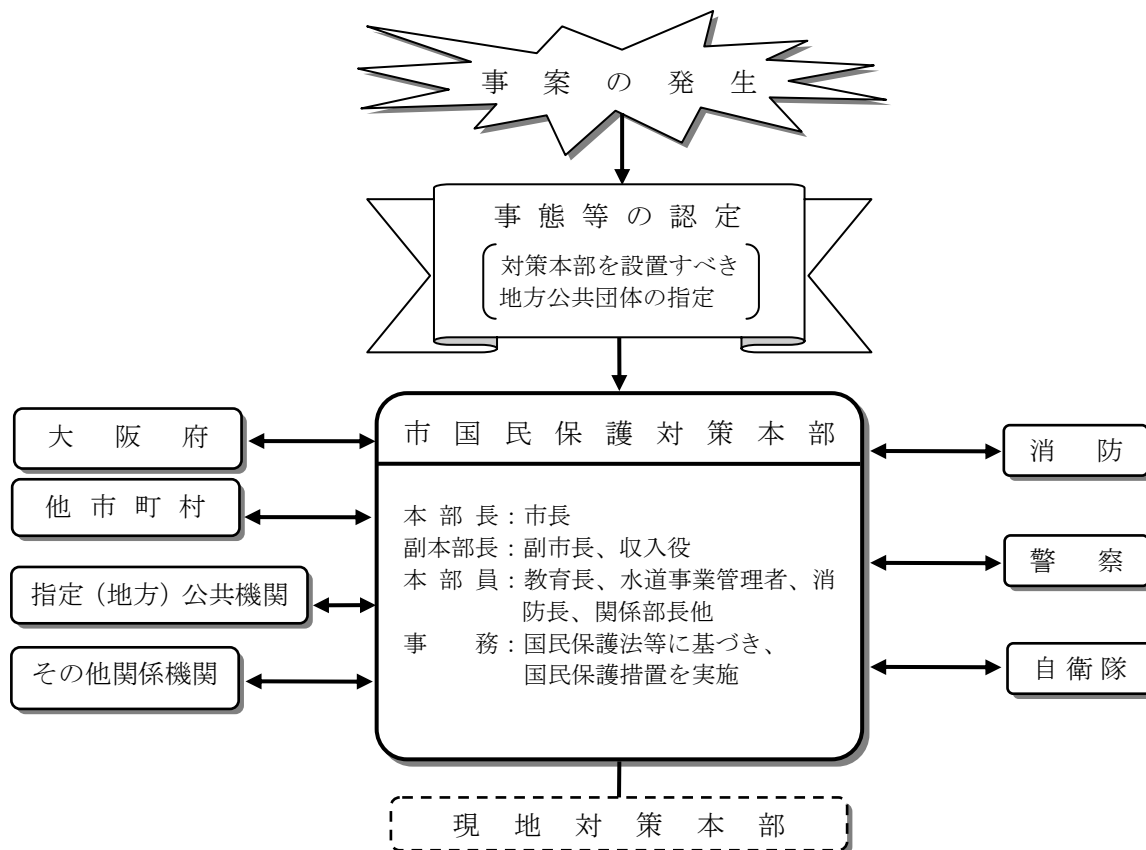 事案の発生
事態等の認定
対策本部を設置すべき
地方公共団体の指定
市国民保護対策本部
本部長：市長
副本部長：副市長、収入役
本部員：教育長、水道事業管理者、消
防長、関係部長他
事務：国民保護法等に基づき、
国民保護措置を実施
大阪府
他市町村
指定（地方）公共機関
その他関係機関
消防
警察
自衛隊
現地対策本部